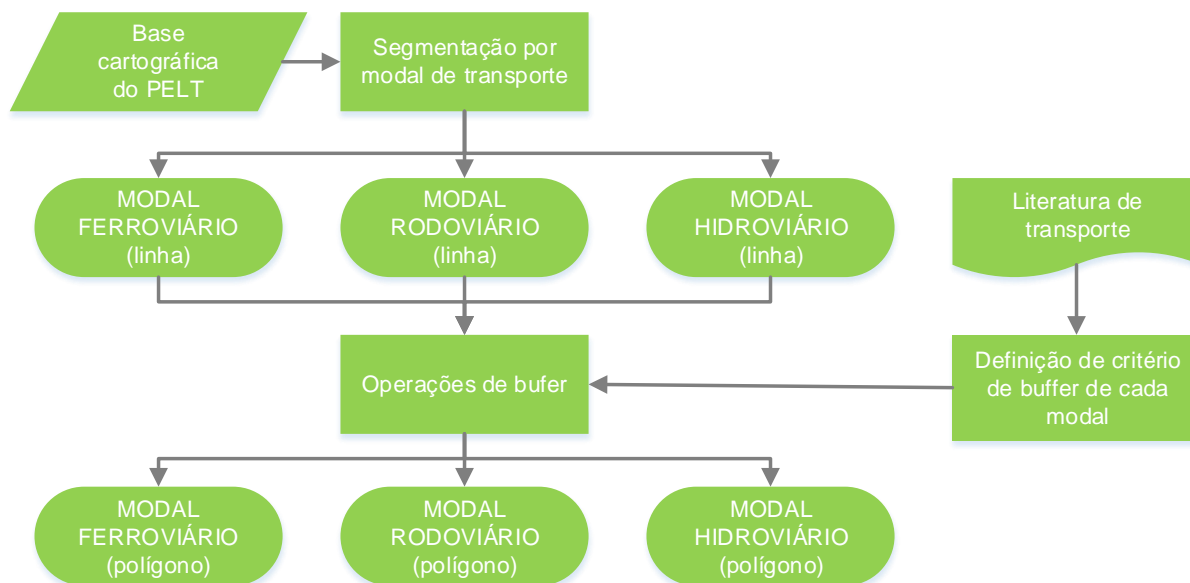 Base
cartográfica
do PELT
Segmentação por
modal de transporte
MODAL
FERROVIÁRIO
(linha)
MODAL
RODOVIÁRIO
(linha)
MODAL
HIDROVIÁRIO
(linha)
Literatura de
transporte
Operações de bufer
Definição de critério
de buffer de cada
modal
MODAL
FERROVIÁRIO
(polígono)
MODAL
RODOVIÁRIO
(polígono)
MODAL
HIDROVIÁRIO
(polígono)